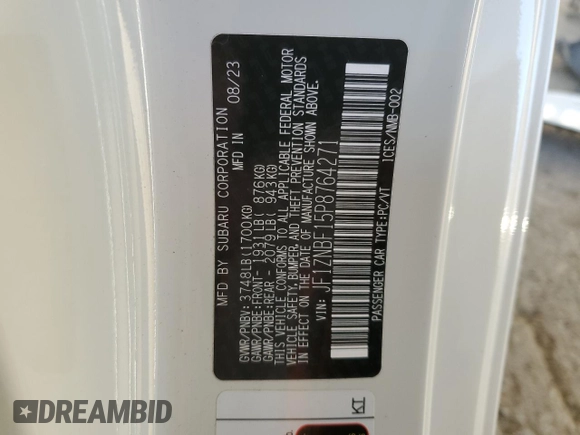 MFD BY SUBARU CORPORATION 08/23
MFD IN
GVWR/PNBV: 3748LB(1700KG)
GAWR/PNBE:FRONT- 1931LB( 876KG)
GAWR/PNBE:REAR - 2079LB( 943KG)
THIS VEHICLE CONFORMS TO ALL APPLICABLE FEDERAL MOTOR
VEHICLE SAFETY,BUMPER, AND THEFT PREVENTION STANDARDS
IN EFFECT ON THE DATE OF MANUFACTURE SHOWN ABOVE.
VIN: JF1ZNBF15P8764271
PASSENGER CAR TYPE:PC/VT ICES/NMB-002
KT
DREAMBID